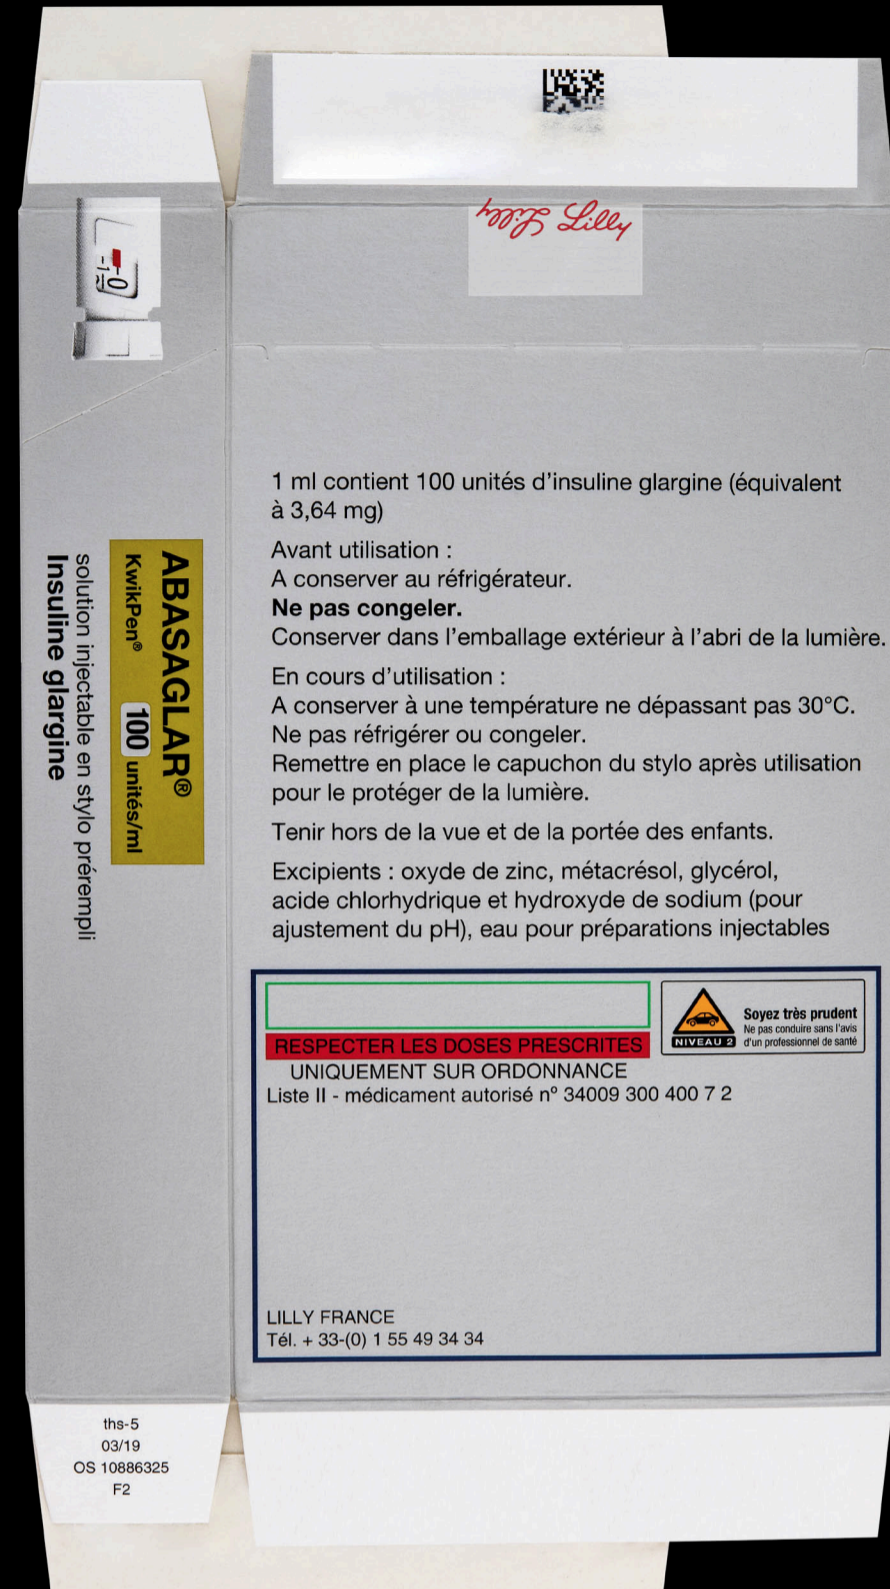 Lilly Lilly
-0
-1
ABASAGLAR®
KwikPen® 100 unités/ml
solution injectable en stylo prérempli
Insuline glargine
1 ml contient 100 unités d’insuline glargine (équivalent
à 3,64 mg)
Avant utilisation :
A conserver au réfrigérateur.
Ne pas congeler.
Conserver dans l’emballage extérieur à l’abri de la lumière.
En cours d’utilisation :
A conserver à une température ne dépassant pas 30°C.
Ne pas réfrigérer ou congeler.
Remettre en place le capuchon du stylo après utilisation
pour le protéger de la lumière.
Tenir hors de la vue et de la portée des enfants.
Excipients : oxyde de zinc, métacrésol, glycérol,
acide chlorhydrique et hydroxyde de sodium (pour
ajustement du pH), eau pour préparations injectables
RESPECTER LES DOSES PRESCRITES
UNIQUEMENT SUR ORDONNANCE
Liste II - médicament autorisé nº 34009 300 400 7 2
NIVEAU 2
Soyez très prudent
Ne pas conduire sans l'avis
d'un professionnel de santé
LILLY FRANCE
Tél. + 33-(0) 1 55 49 34 34
ths-5
03/19
OS 10886325
F2